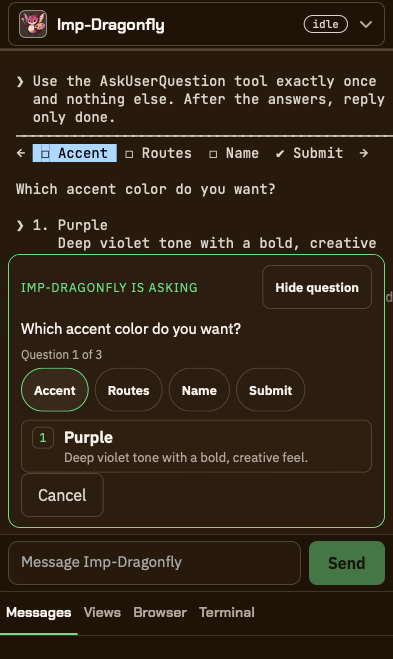 Imp-Dragonfly
idle
❯ Use the AskUserQuestion tool exactly once
and nothing else. After the answers, reply
only done.
← □ Accent □ Routes □ Name ✔ Submit →
Which accent color do you want?
❯ 1. Purple
Deep violet tone with a bold, creative
IMP-DRAGONFLY IS ASKING
Hide question
Which accent color do you want?
Question 1 of 3
Accent Routes Name Submit
1 Purple
Deep violet tone with a bold, creative feel.
Cancel
Message Imp-Dragonfly
Send
Messages Views Browser Terminal